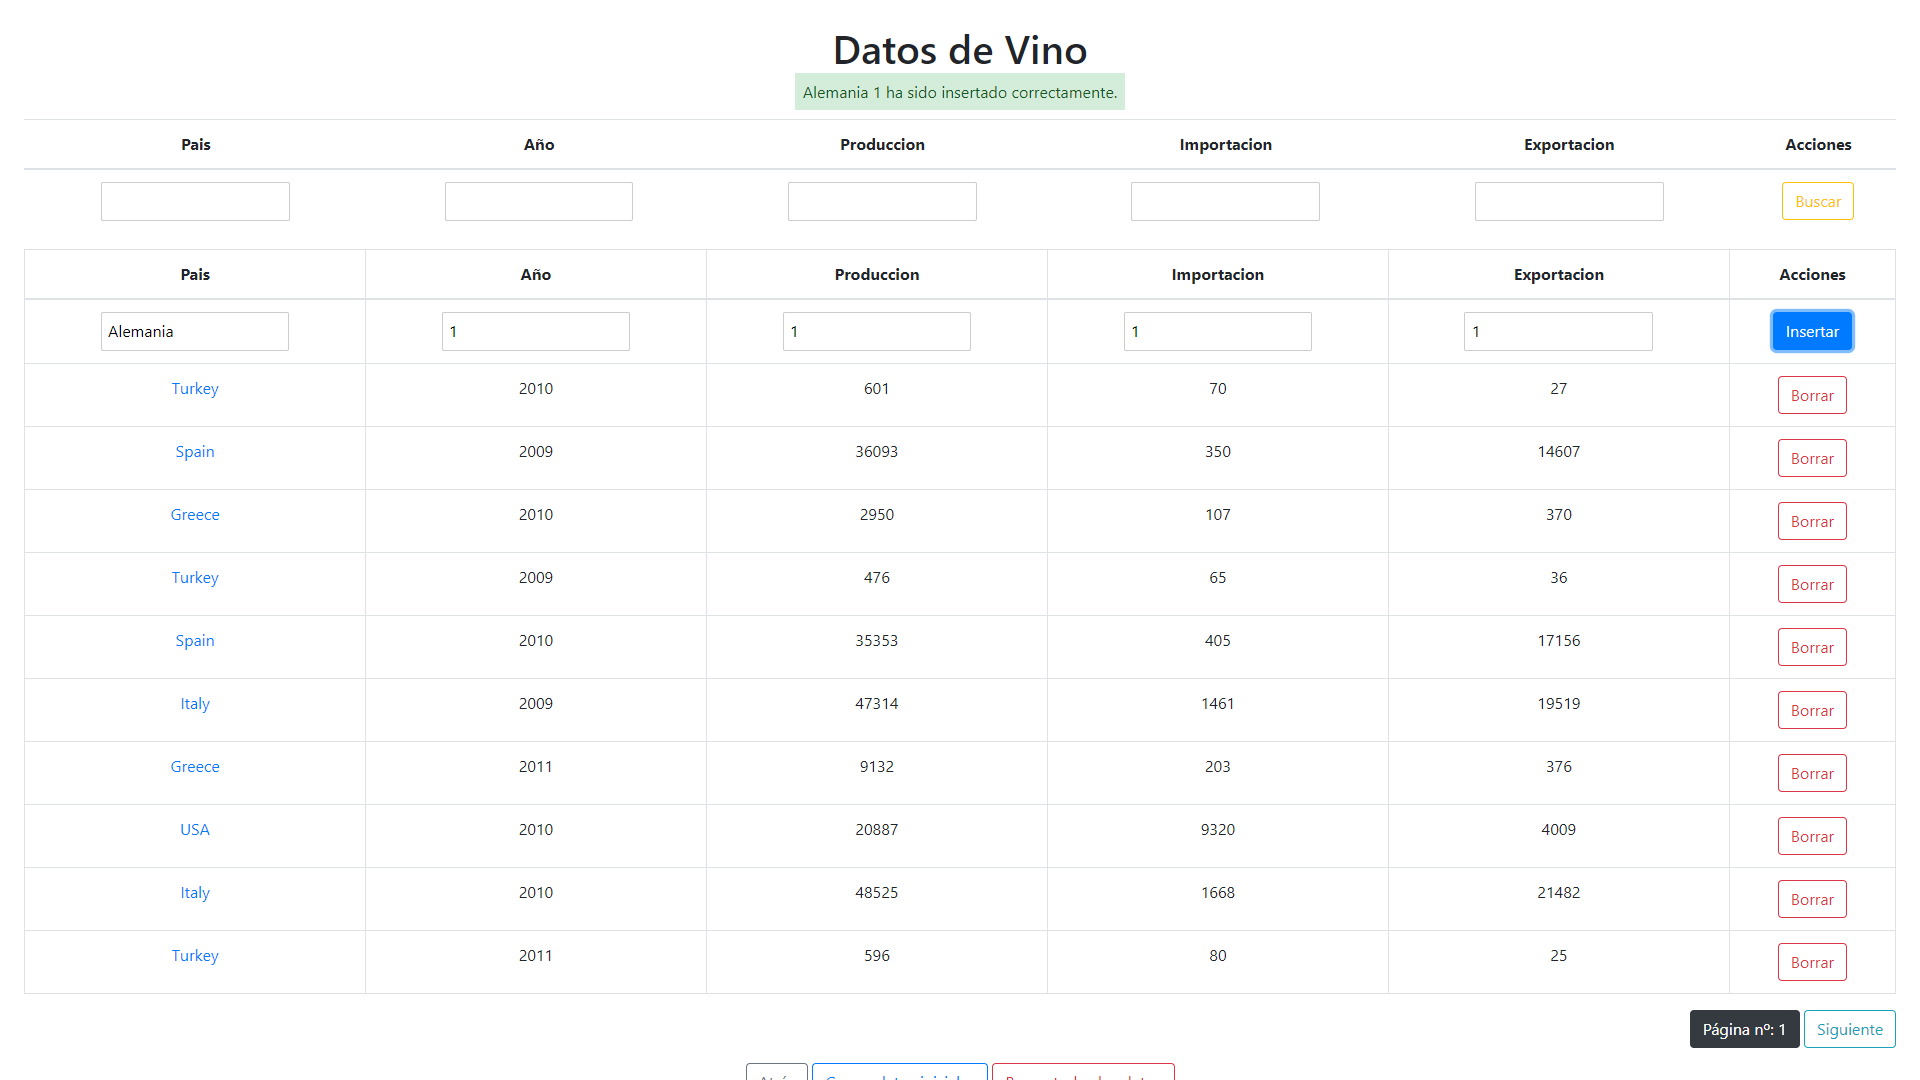 Datos de Vino
Alemania 1 ha sido insertado correctamente.
Pais Año Produccion Importacion Exportacion Acciones
Buscar
Pais Año Produccion Importacion Exportacion Acciones
Alemania 1 1 1 1 Insertar
Turkey 2010 601 70 27 Borrar
Spain 2009 36093 350 14607 Borrar
Greece 2010 2950 107 370 Borrar
Turkey 2009 476 65 36 Borrar
Spain 2010 35353 405 17156 Borrar
Italy 2009 47314 1461 19519 Borrar
Greece 2011 9132 203 376 Borrar
USA 2010 20887 9320 4009 Borrar
Italy 2010 48525 1668 21482 Borrar
Turkey 2011 596 80 25 Borrar
Página nº: 1 Siguiente